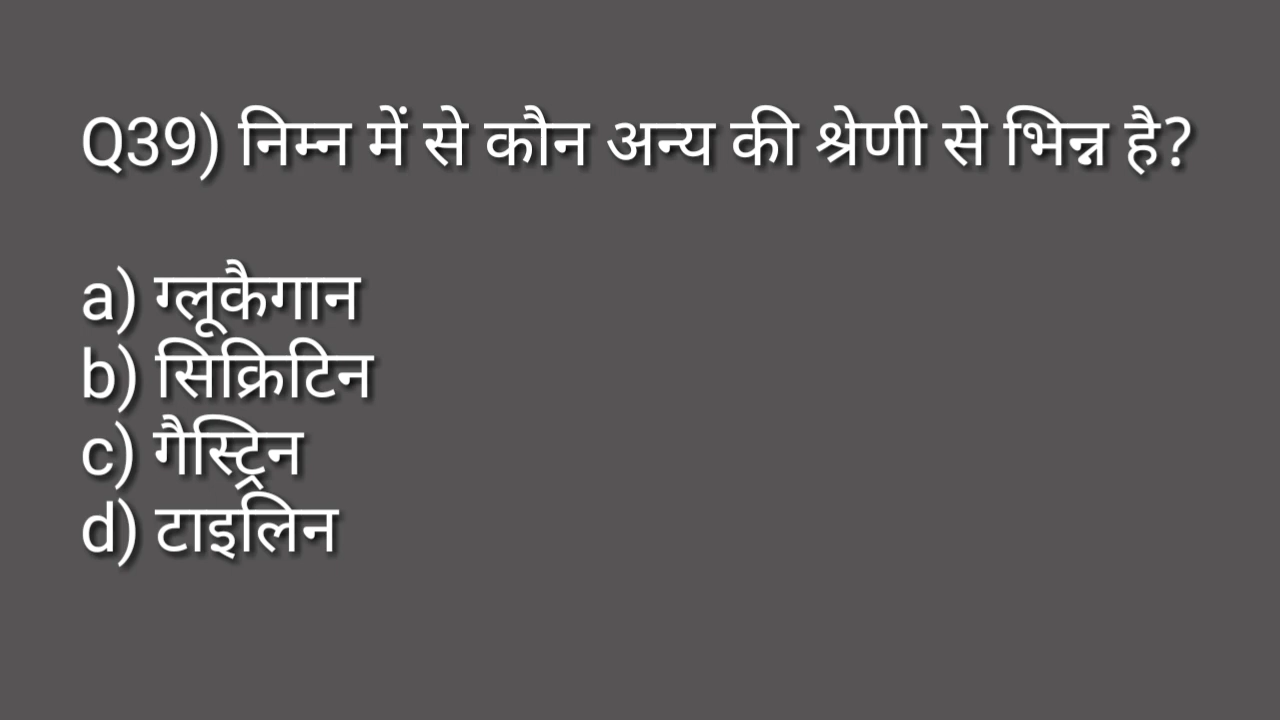 Q39) निम्न में से कौन अन्य की श्रेणी से भिन्न है?
a) ग्लूकैगान
b) सिक्रिटिन
c) गैस्ट्रिन
d) टाइलिन